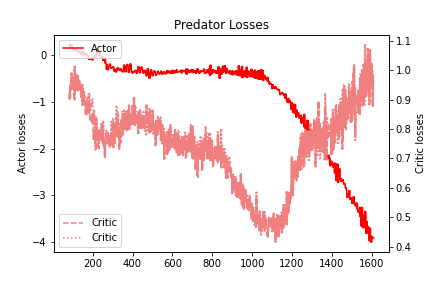 Predator Losses
Actor
Critic
Critic
Actor losses
Critic losses
0
−1
−2
−3
−4
1.1
1.0
0.9
0.8
0.7
0.6
0.5
0.4
200 400 600 800 1000 1200 1400 1600